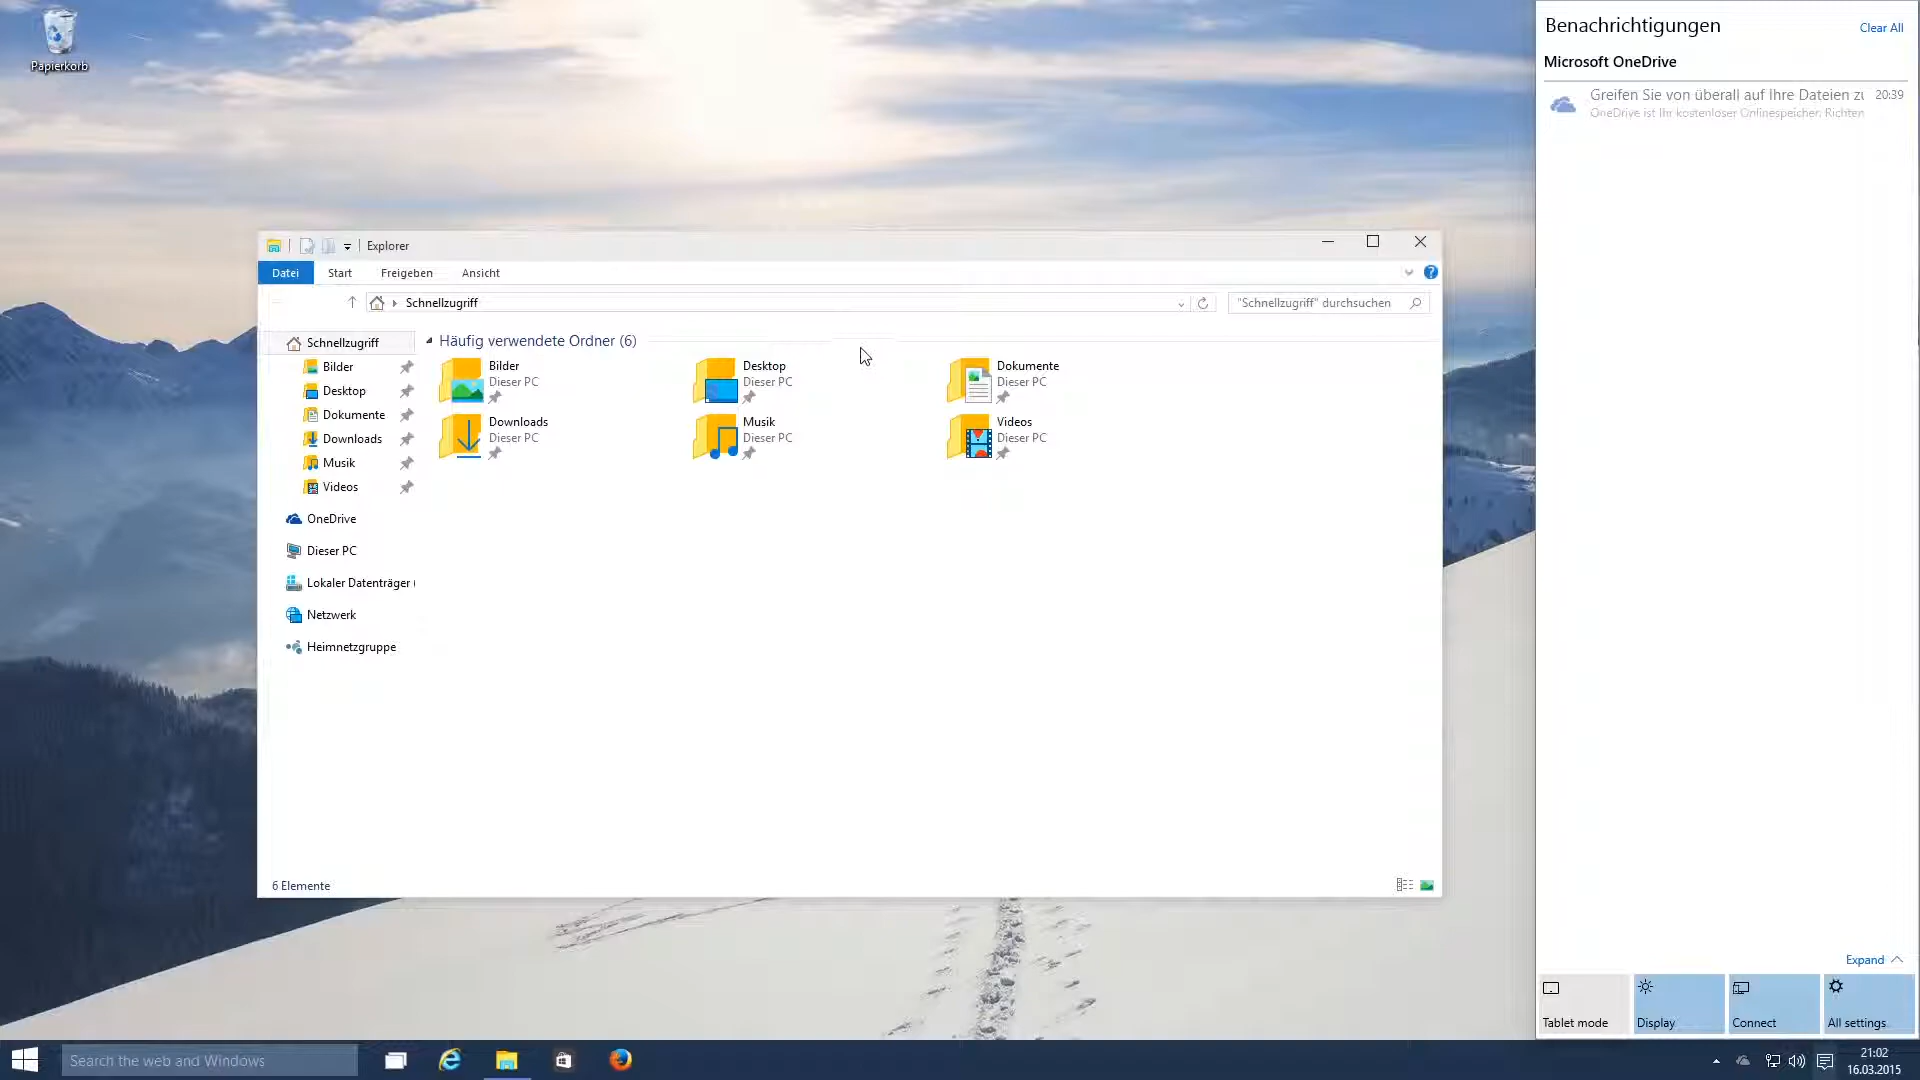 Papierkorb
Explorer
Datei Start Freigeben Ansicht
Schnellzugriff
"Schnellzugriff" durchsuchen
Schnellzugriff
Bilder
Desktop
Dokumente
Downloads
Musik
Videos
OneDrive
Dieser PC
Lokaler Datenträger (
Netzwerk
Heimnetzgruppe
Häufig verwendete Ordner (6)
Bilder
Dieser PC
Desktop
Dieser PC
Dokumente
Dieser PC
Downloads
Dieser PC
Musik
Dieser PC
Videos
Dieser PC
6 Elemente
Benachrichtigungen
Clear All
Microsoft OneDrive
Greifen Sie von überall auf Ihre Dateien zu 20:39
OneDrive ist Ihr kostenloser Onlinespeicher. Richten
Expand
Tablet mode
Display
Connect
All settings
Search the web and Windows
21:02
16.03.2015